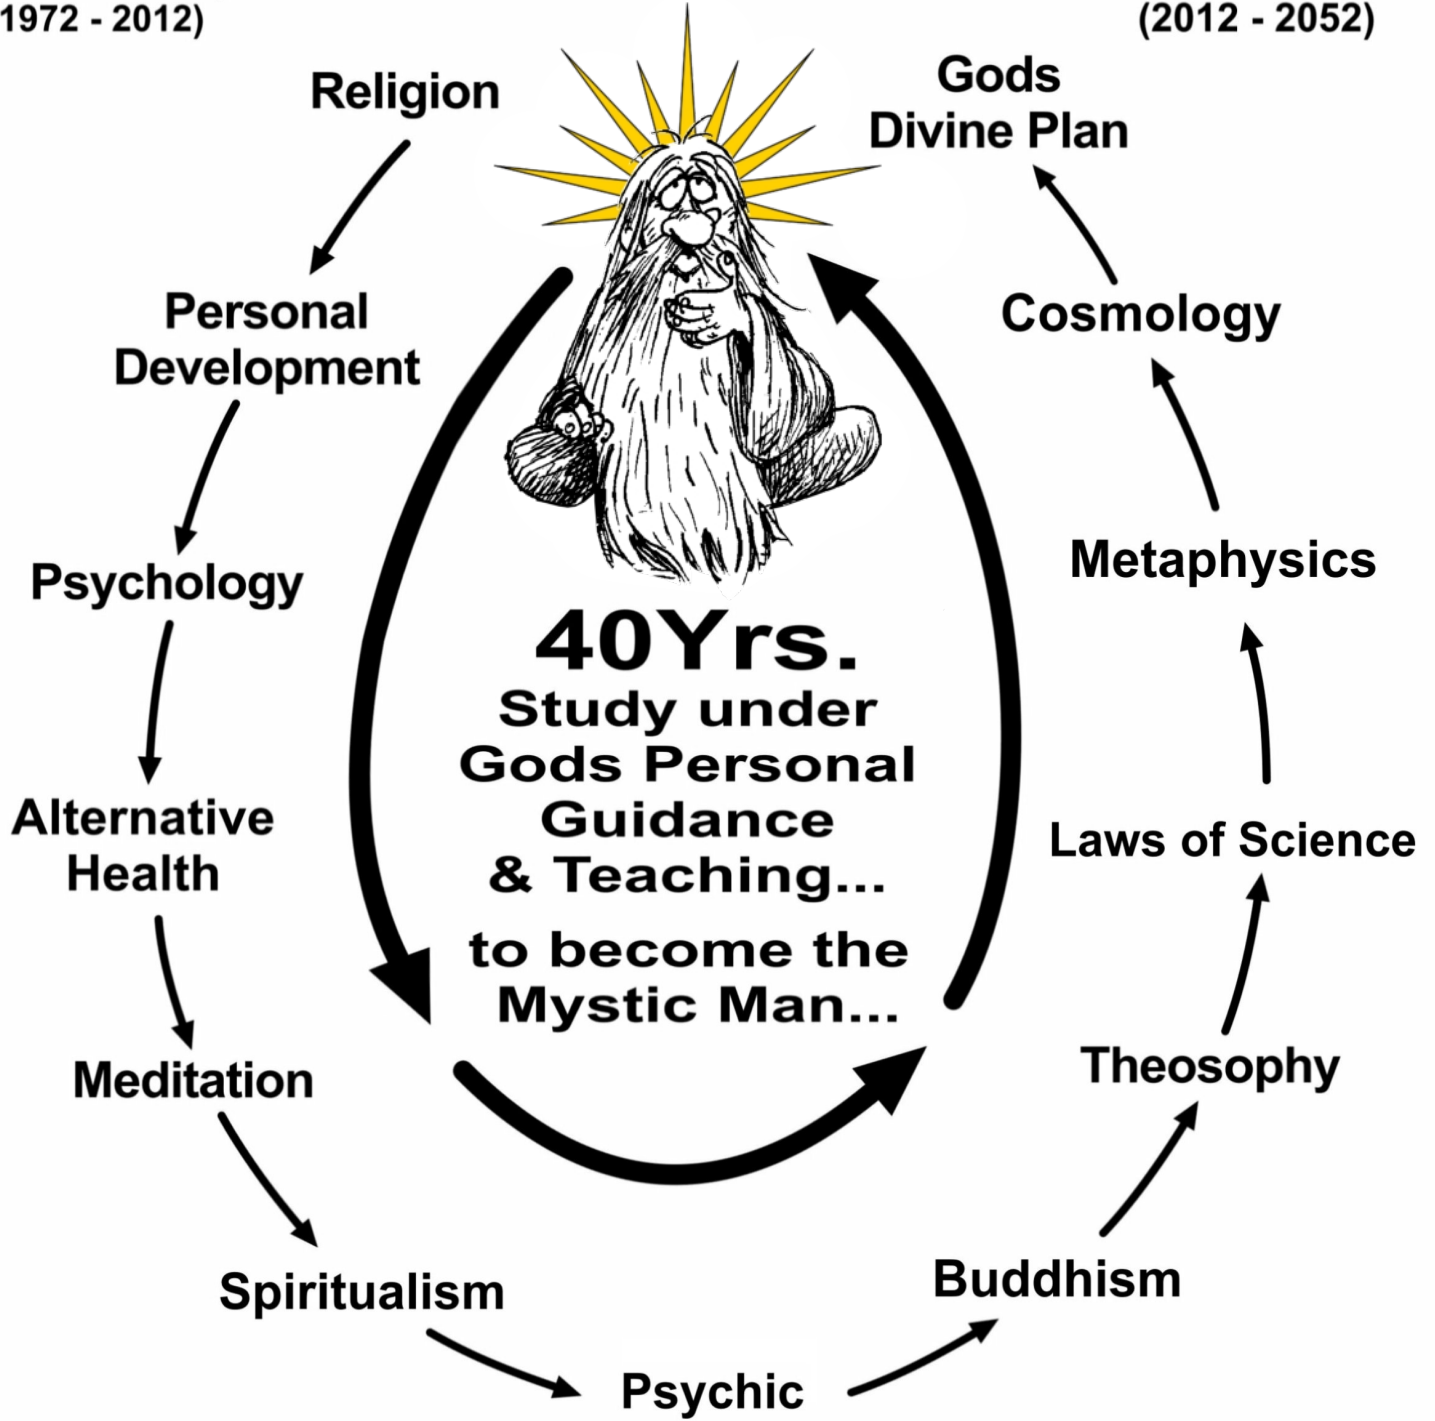 1972 - 2012)
(2012 - 2052)
Religion
Personal
Development
Psychology
Alternative
Health
Meditation
Spiritualism
Psychic
Buddhism
Theosophy
Laws of Science
Metaphysics
Cosmology
Gods
Divine Plan
40Yrs.
Study under
Gods Personal
Guidance
& Teaching...
to become the
Mystic Man...